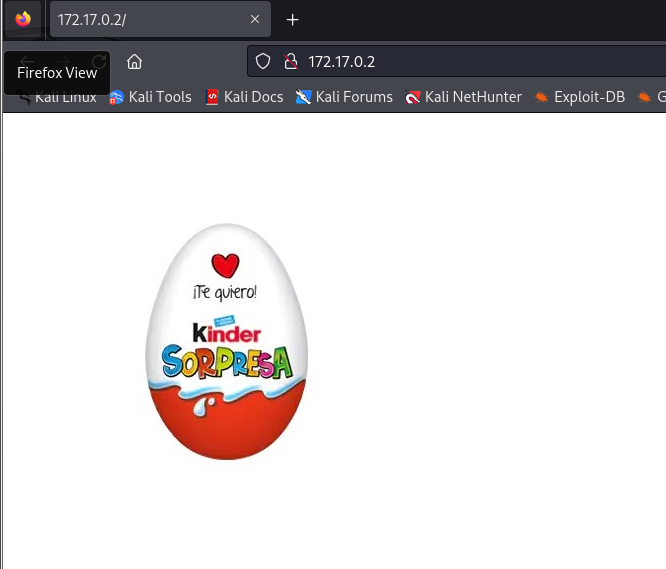 172.17.0.2/
172.17.0.2
Firefox View
Kali Linux Kali Tools Kali Docs Kali Forums Kali NetHunter Exploit-DB G
¡Te quiero!
kinder
SORPRESA